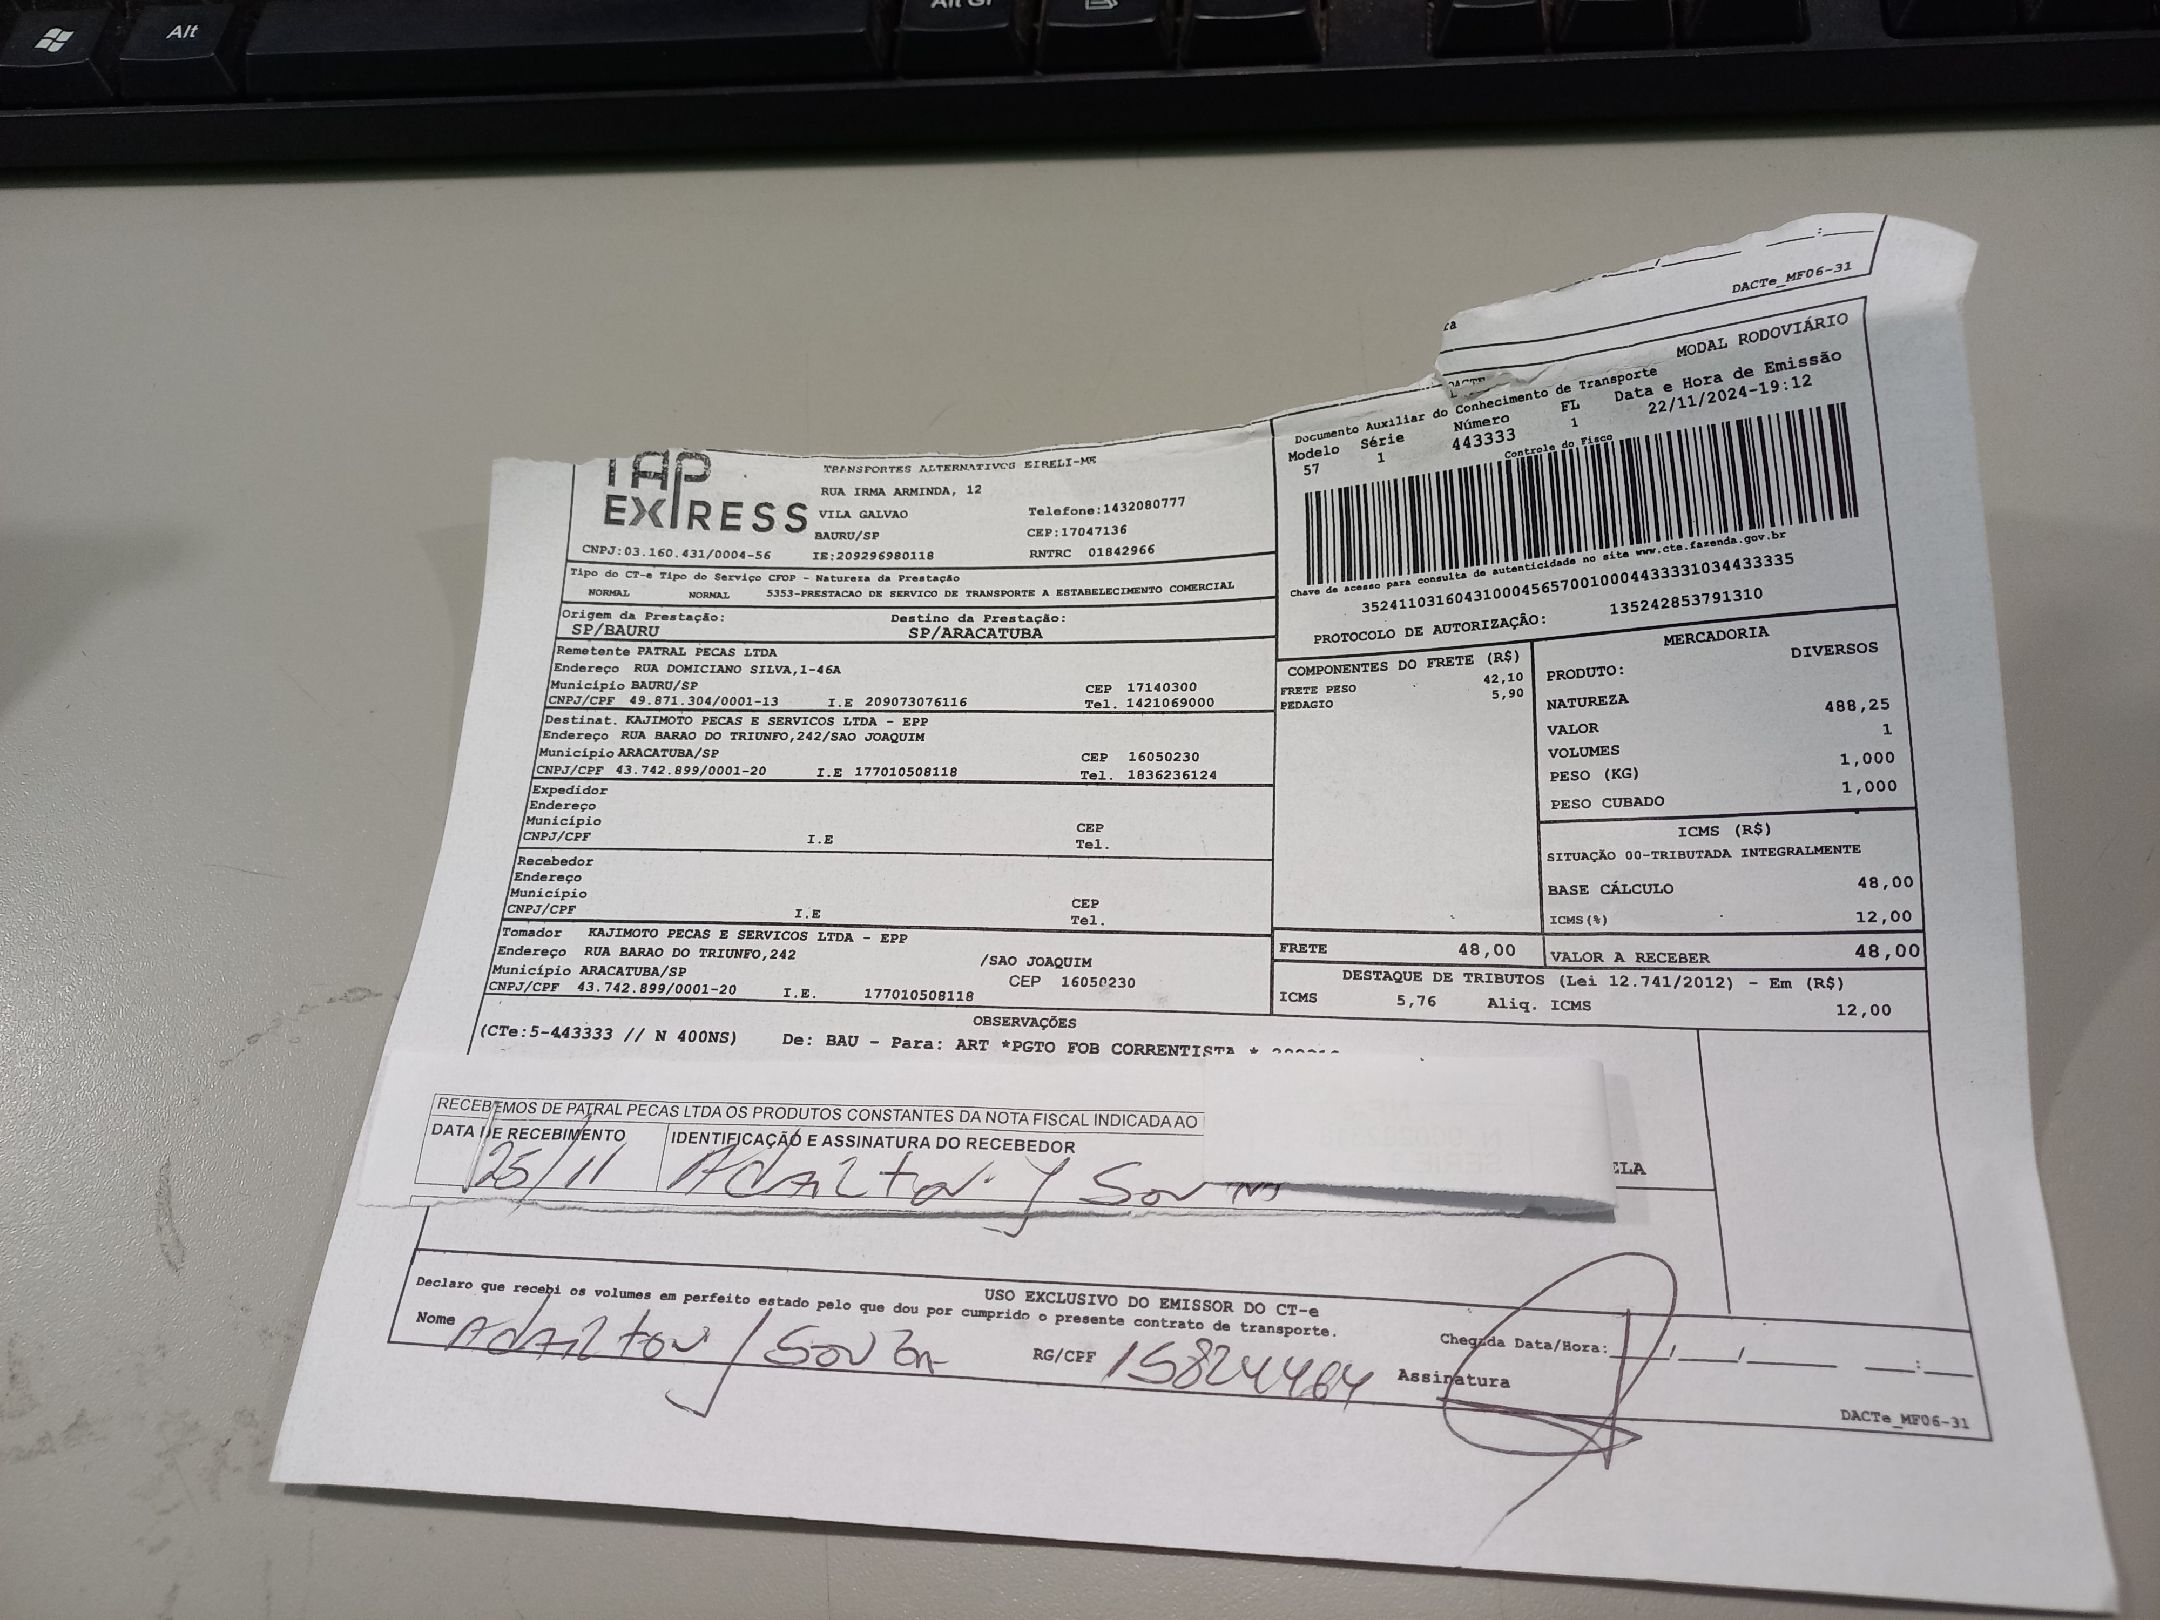 Alt
Alt Gr
DACTe_MF06-31
MODAL RODOVIÁRIO
Documento Auxiliar do Conhecimento de Transporte
Modelo Série Número FL Data e Hora de Emissão
57 1 443333 1 22/11/2024-19:12
Controle do Fisco
Chave de acesso para consulta de autenticidade no site www.cte.fazenda.gov.br
35241103160431000456570010004433331034433335
PROTOCOLO DE AUTORIZAÇÃO: 135242853791310
TAP EXPRESS
TRANSPORTES ALTERNATIVOS EIRELI-ME
RUA IRMA ARMINDA, 12
VILA GALVAO Telefone:1432080777
BAURU/SP CEP:17047136
CNPJ:03.160.431/0004-56 IE:209296980118 RNTRC 01842966
Tipo do CT-e Tipo do Serviço CFOP - Natureza da Prestação
NORMAL NORMAL 5353-PRESTACAO DE SERVICO DE TRANSPORTE A ESTABELECIMENTO COMERCIAL
Origem da Prestação: Destino da Prestação:
SP/BAURU SP/ARACATUBA
Remetente PATRAL PECAS LTDA
Endereço RUA DOMICIANO SILVA,1-46A
Município BAURU/SP CEP 17140300
CNPJ/CPF 49.871.304/0001-13 I.E 209073076116 Tel. 1421069000
Destinat. KAJIMOTO PECAS E SERVICOS LTDA - EPP
Endereço RUA BARAO DO TRIUNFO,242/SAO JOAQUIM
Município ARACATUBA/SP CEP 16050230
CNPJ/CPF 43.742.899/0001-20 I.E 177010508118 Tel. 1836236124
Expedidor
Endereço
Município CEP
CNPJ/CPF I.E Tel.
Recebedor
Endereço
Município CEP
CNPJ/CPF I.E Tel.
Tomador KAJIMOTO PECAS E SERVICOS LTDA - EPP
Endereço RUA BARAO DO TRIUNFO,242 /SAO JOAQUIM
Município ARACATUBA/SP CEP 16050230
CNPJ/CPF 43.742.899/0001-20 I.E. 177010508118
COMPONENTES DO FRETE (R$)
FRETE PESO 42,10
PEDAGIO 5,90
MERCADORIA
PRODUTO: DIVERSOS
NATUREZA
VALOR 488,25
VOLUMES 1
PESO (KG) 1,000
PESO CUBADO 1,000
ICMS (R$)
SITUAÇÃO 00-TRIBUTADA INTEGRALMENTE
BASE CÁLCULO 48,00
ICMS(%) 12,00
FRETE 48,00 VALOR A RECEBER 48,00
DESTAQUE DE TRIBUTOS (Lei 12.741/2012) - Em (R$)
ICMS 5,76 Aliq. ICMS 12,00
OBSERVAÇÕES
(CTe:5-443333 // N 400NS) De: BAU - Para: ART *PGTO FOB CORRENTISTA *
RECEBEMOS DE PATRAL PECAS LTDA OS PRODUTOS CONSTANTES DA NOTA FISCAL INDICADA AO
DATA DE RECEBIMENTO IDENTIFICAÇÃO E ASSINATURA DO RECEBEDOR
25/11 Adailton J Souza
ELA
USO EXCLUSIVO DO EMISSOR DO CT-e
Declaro que recebi os volumes em perfeito estado pelo que dou por cumprido o presente contrato de transporte.
Nome Adailton J Souza RG/CPF 15824464 Assinatura Chegada Data/Hora: __/__/____ __:__
DACTe_MF06-31